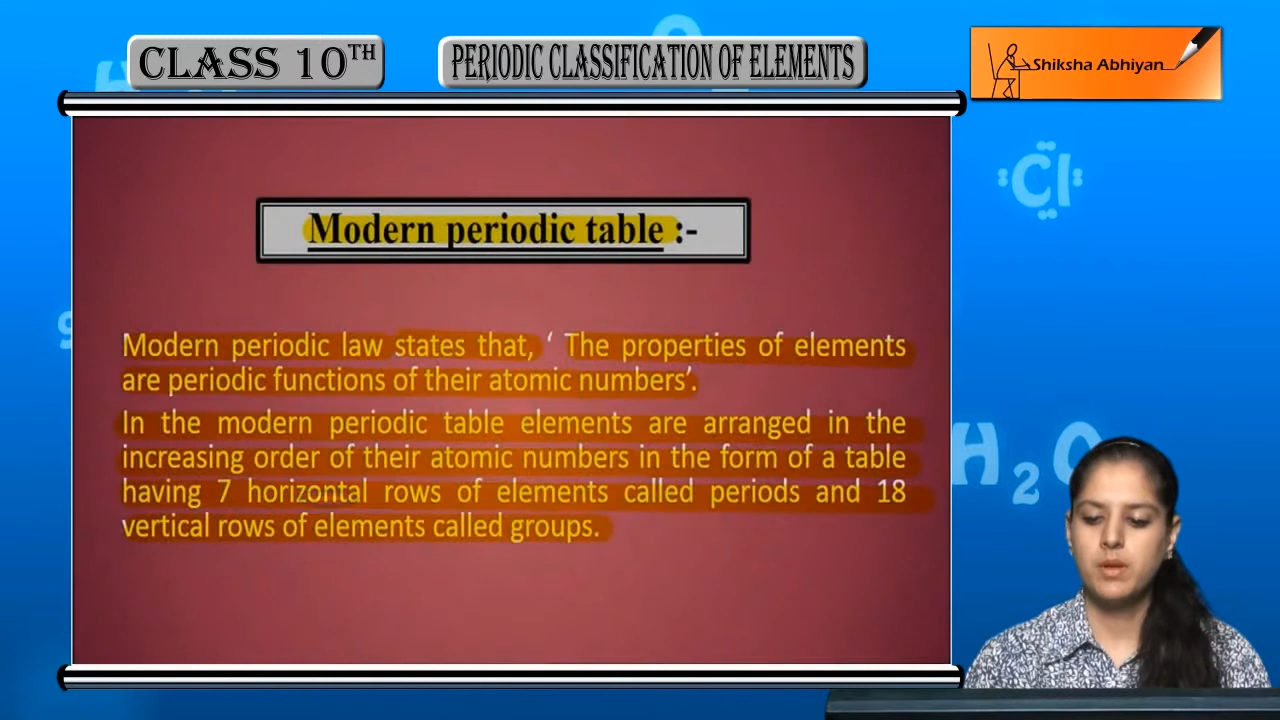 CLASS 10TH
PERIODIC CLASSIFICATION OF ELEMENTS
Shiksha Abhiyan
Modern periodic table :-
Modern periodic law states that, ‘ The properties of elements
are periodic functions of their atomic numbers’.
In the modern periodic table elements are arranged in the
increasing order of their atomic numbers in the form of a table
having 7 horizontal rows of elements called periods and 18
vertical rows of elements called groups.
Cl
H2O